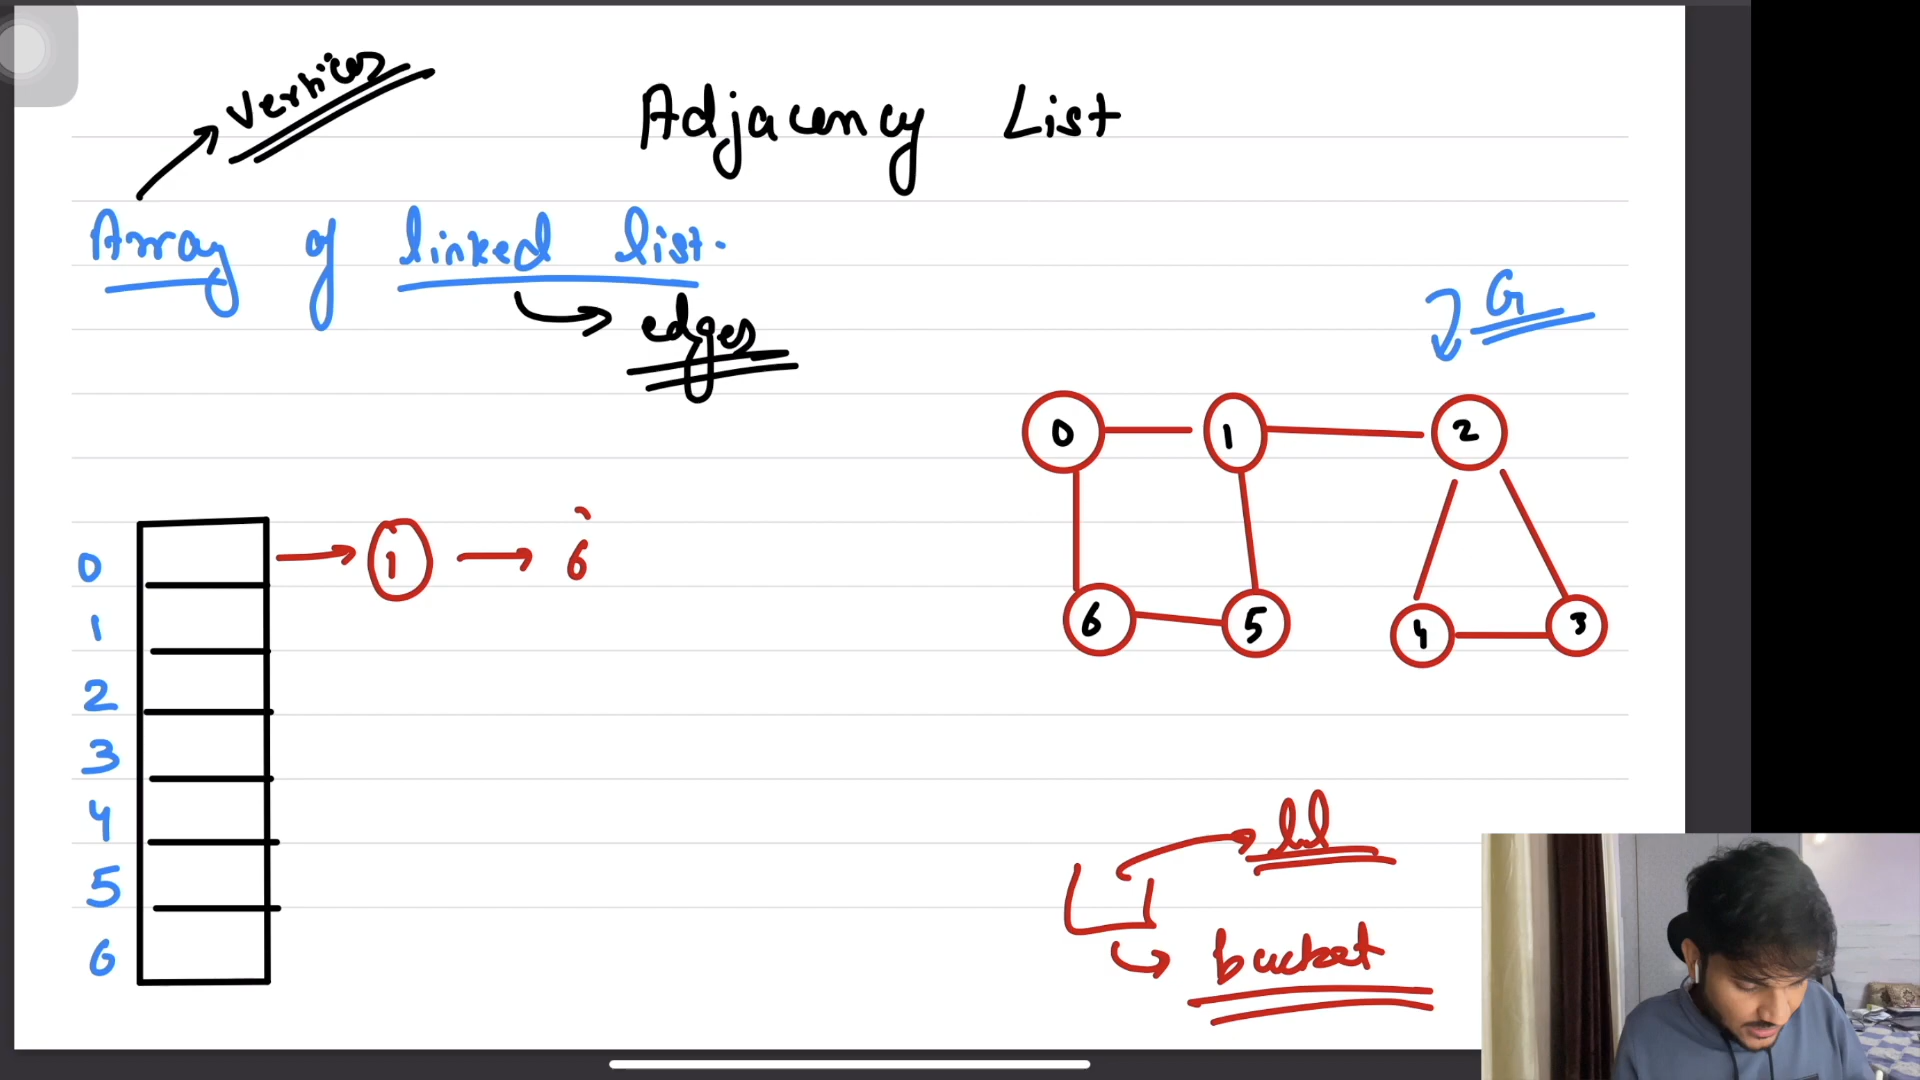 Vertices
Adjacency List
Array of linked list.
edges
G
0 1 2
6 5 4 3
0 → 1 → 6
1
2
3
4
5
6
ll
bucket